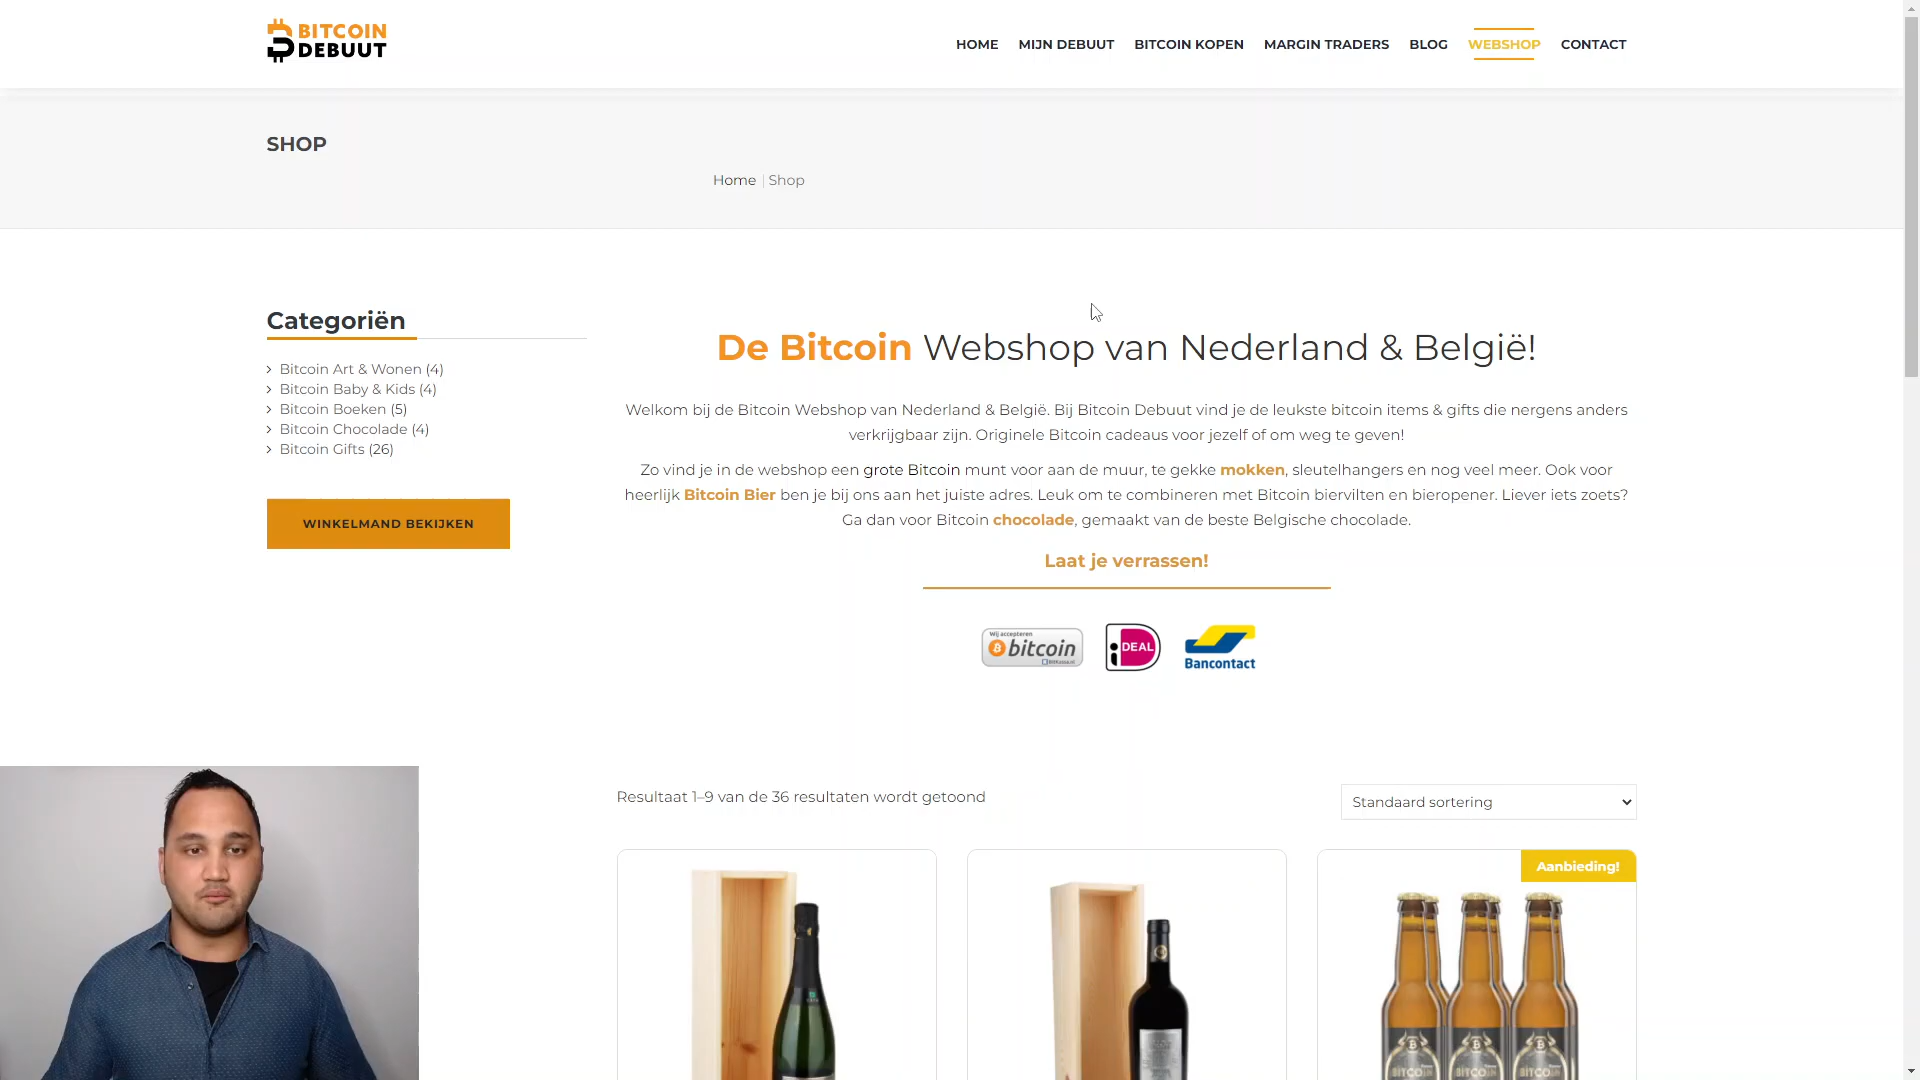 BITCOIN
DEBUUT
HOME MIJN DEBUUT BITCOIN KOPEN MARGIN TRADERS BLOG WEBSHOP CONTACT
SHOP
Home | Shop
Categoriën
Bitcoin Art & Wonen (4)
Bitcoin Baby & Kids (4)
Bitcoin Boeken (5)
Bitcoin Chocolade (4)
Bitcoin Gifts (26)
WINKELMAND BEKIJKEN
De Bitcoin Webshop van Nederland & België!
Welkom bij de Bitcoin Webshop van Nederland & België. Bij Bitcoin Debuut vind je de leukste bitcoin items & gifts die nergens anders
verkrijgbaar zijn. Originele Bitcoin cadeaus voor jezelf of om weg te geven!
Zo vind je in de webshop een grote Bitcoin munt voor aan de muur, te gekke mokken, sleutelhangers en nog veel meer. Ook voor
heerlijk Bitcoin Bier ben je bij ons aan het juiste adres. Leuk om te combineren met Bitcoin biervilten en bieropener. Liever iets zoets?
Ga dan voor Bitcoin chocolade, gemaakt van de beste Belgische chocolade.
Laat je verrassen!
Wij accepteren
bitcoin
iDEAL
Bancontact
Resultaat 1–9 van de 36 resultaten wordt getoond
Standaard sortering
Aanbieding!
BITCOIN BITCOIN BITCOIN